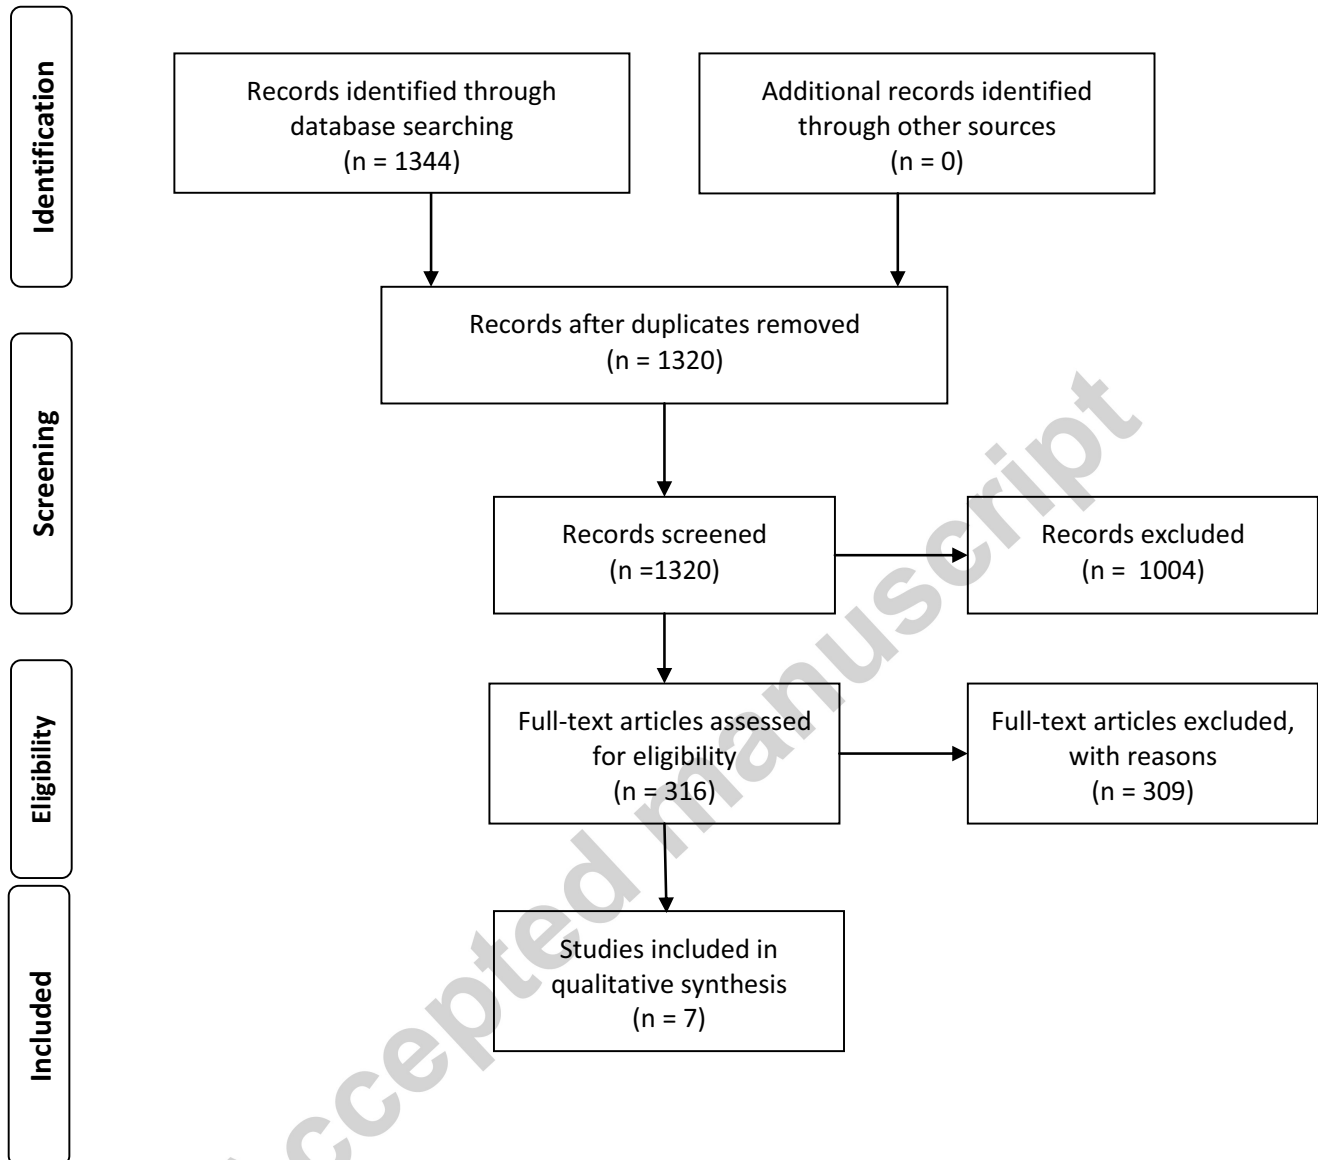 Identification
Records identified through
database searching
(n = 1344)
Additional records identified
through other sources
(n = 0)
Records after duplicates removed
(n = 1320)
Screening
Records screened
(n =1320)
Records excluded
(n =  1004)
Eligibility
Full-text articles assessed
for eligibility
(n = 316)
Full-text articles excluded,
with reasons
(n = 309)
Included
Studies included in
qualitative synthesis
(n = 7)
ccepted manuscript